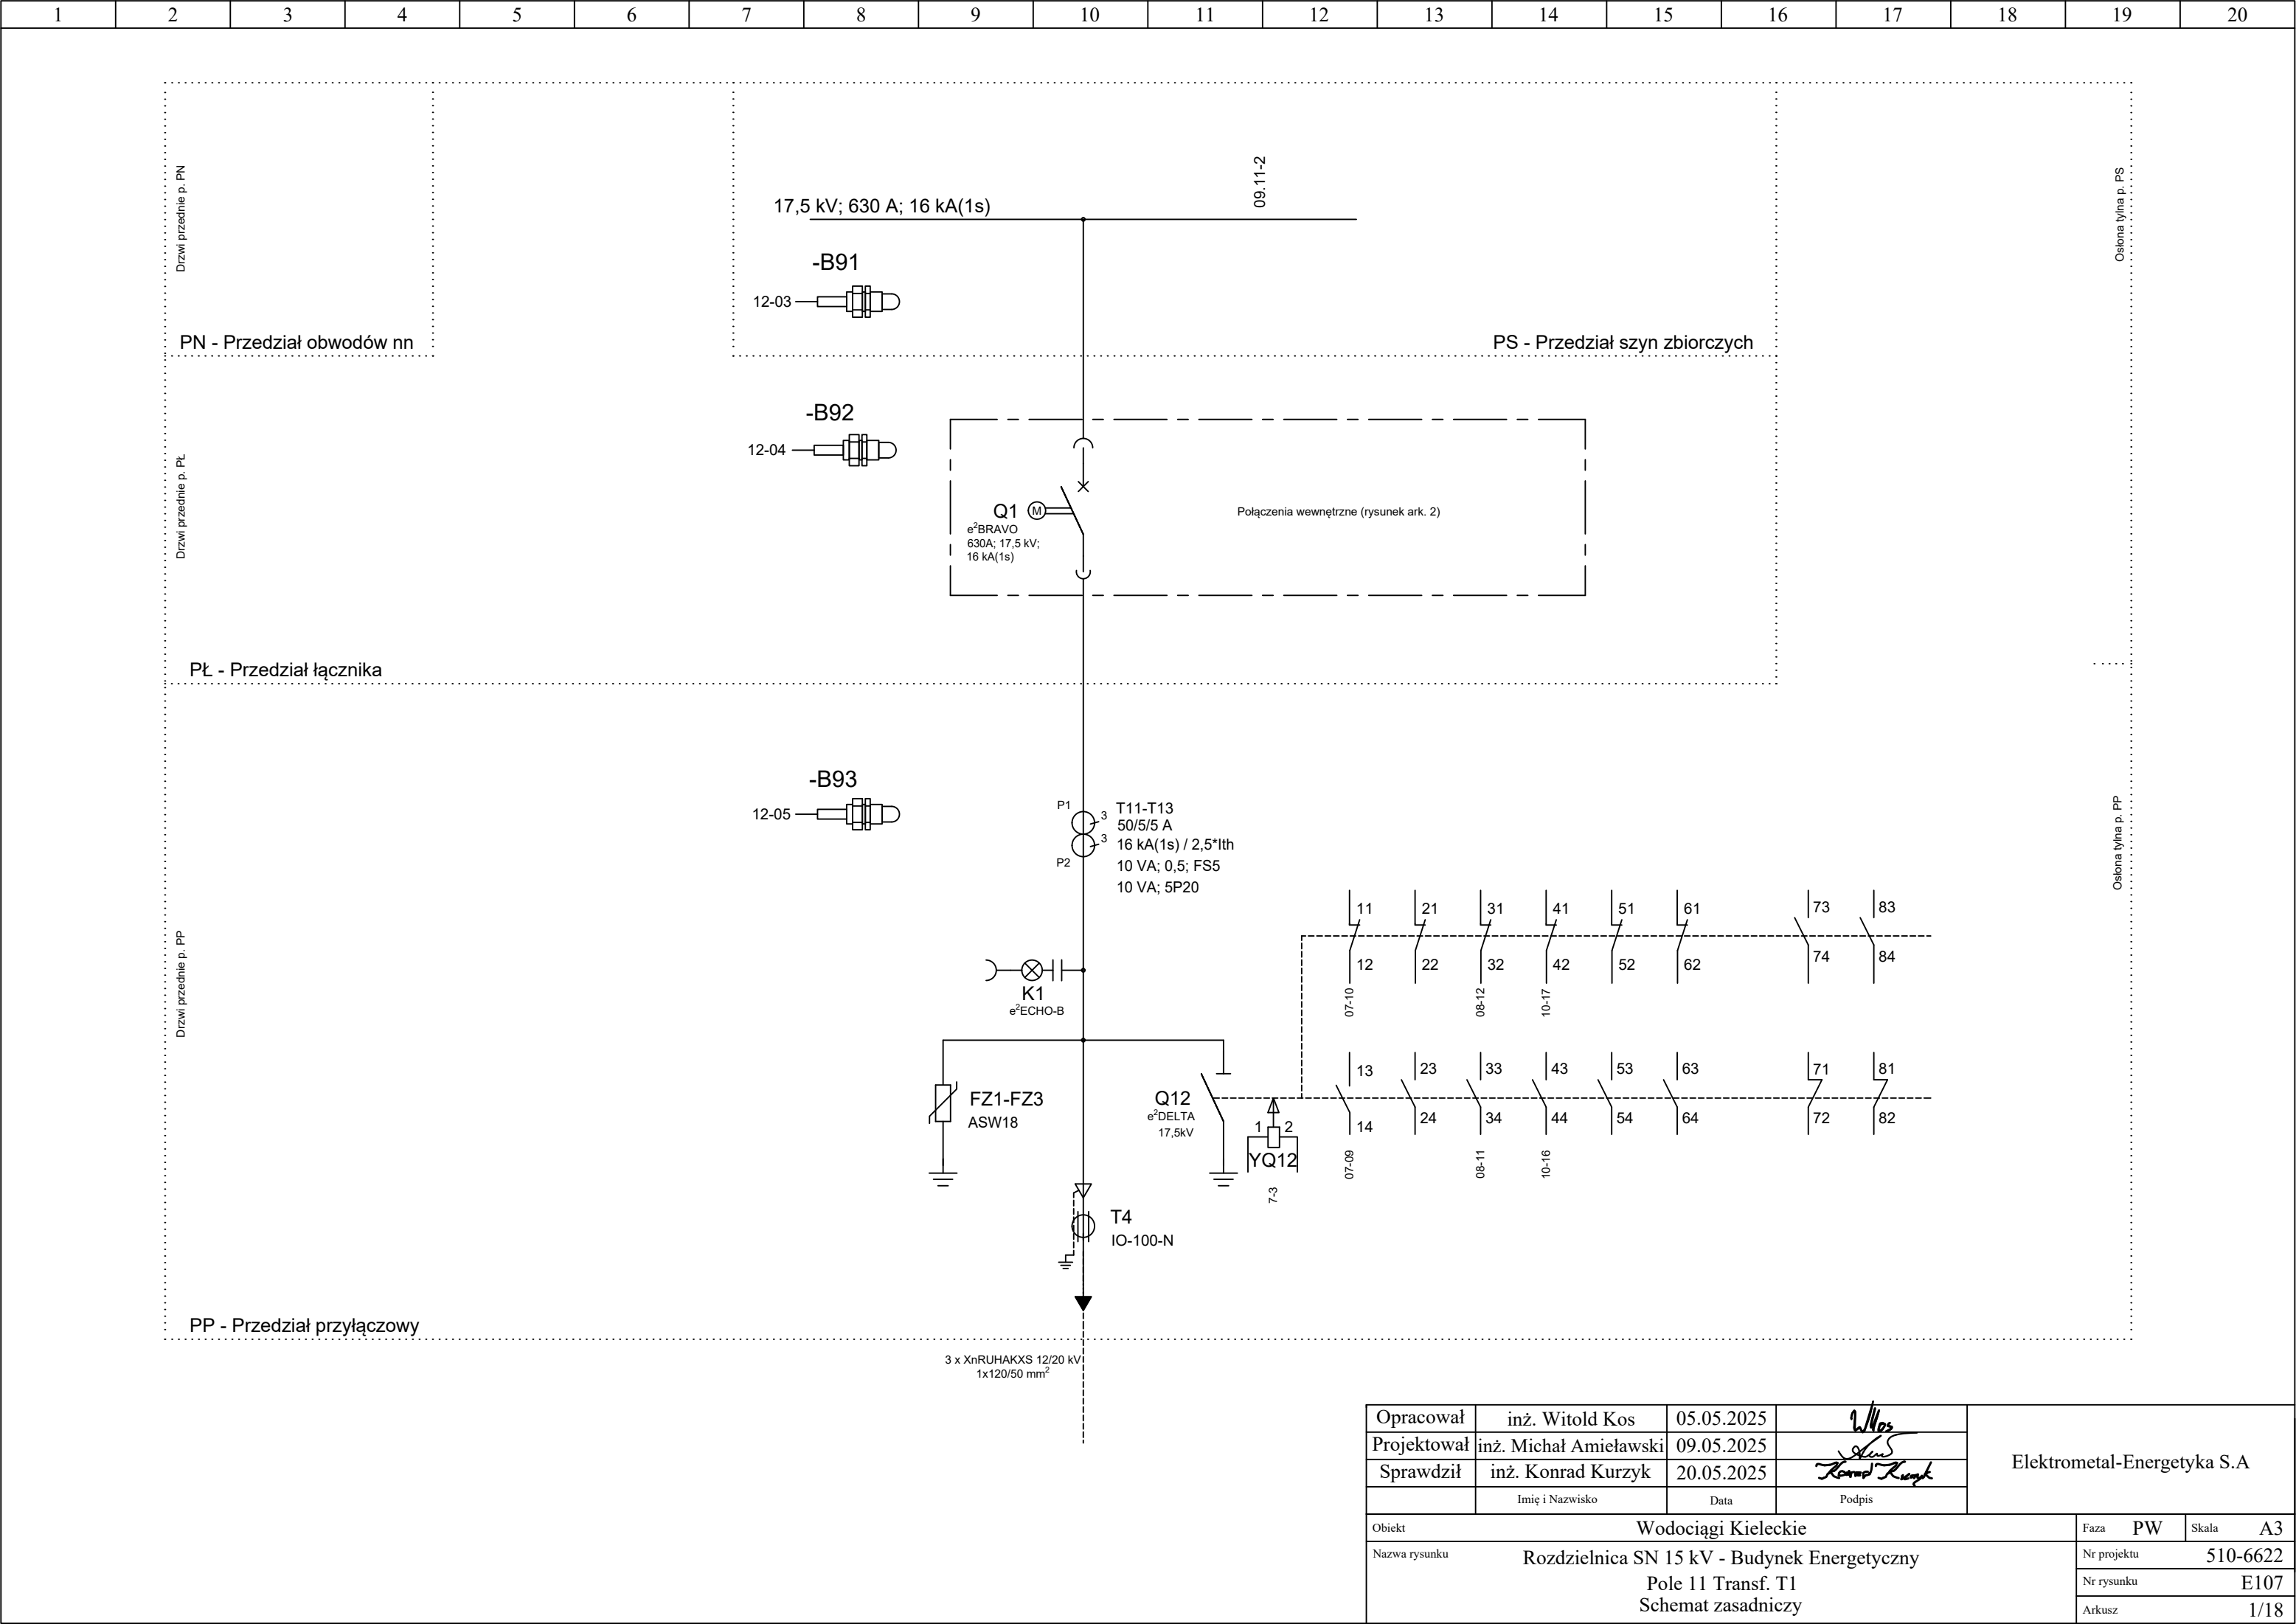 1 2 3 4 5 6 7 8 9 10 11 12 13 14 15 16 17 18 19 20
Drzwi przednie p. PN
PN - Przedział obwodów nn
17,5 kV; 630 A; 16 kA(1s)
09.11-2
-B91
12-03
PS - Przedział szyn zbiorczych
Osłona tylna p. PS
-B92
12-04
Drzwi przednie p. PŁ
Q1
M
e²BRAVO
630A; 17,5 kV;
16 kA(1s)
Połączenia wewnętrzne (rysunek ark. 2)
PŁ - Przedział łącznika
-B93
12-05
P1
3
3
P2
T11-T13
50/5/5 A
16 kA(1s) / 2,5*Ith
10 VA; 0,5; FS5
10 VA; 5P20
Osłona tylna p. PP
Drzwi przednie p. PP
11 21 31 41 51 61 73 83
12 22 32 42 52 62 74 84
07-10 08-12 10-17
K1
e²ECHO-B
FZ1-FZ3
ASW18
Q12
e²DELTA
17,5kV
1 2
YQ12
7-3
13 23 33 43 53 63 71 81
14 24 34 44 54 64 72 82
07-09 08-11 10-16
T4
IO-100-N
PP - Przedział przyłączowy
3 x XnRUHAKXS 12/20 kV
1x120/50 mm²
Opracował inż. Witold Kos 05.05.2025 WKos
Projektował inż. Michał Amieławski 09.05.2025
Sprawdził inż. Konrad Kurzyk 20.05.2025 Konrad Kurzyk
Imię i Nazwisko Data Podpis
Elektrometal-Energetyka S.A
Obiekt Wodociągi Kieleckie
Faza PW Skala A3
Nazwa rysunku Rozdzielnica SN 15 kV - Budynek Energetyczny
Pole 11 Transf. T1
Schemat zasadniczy
Nr projektu 510-6622
Nr rysunku E107
Arkusz 1/18